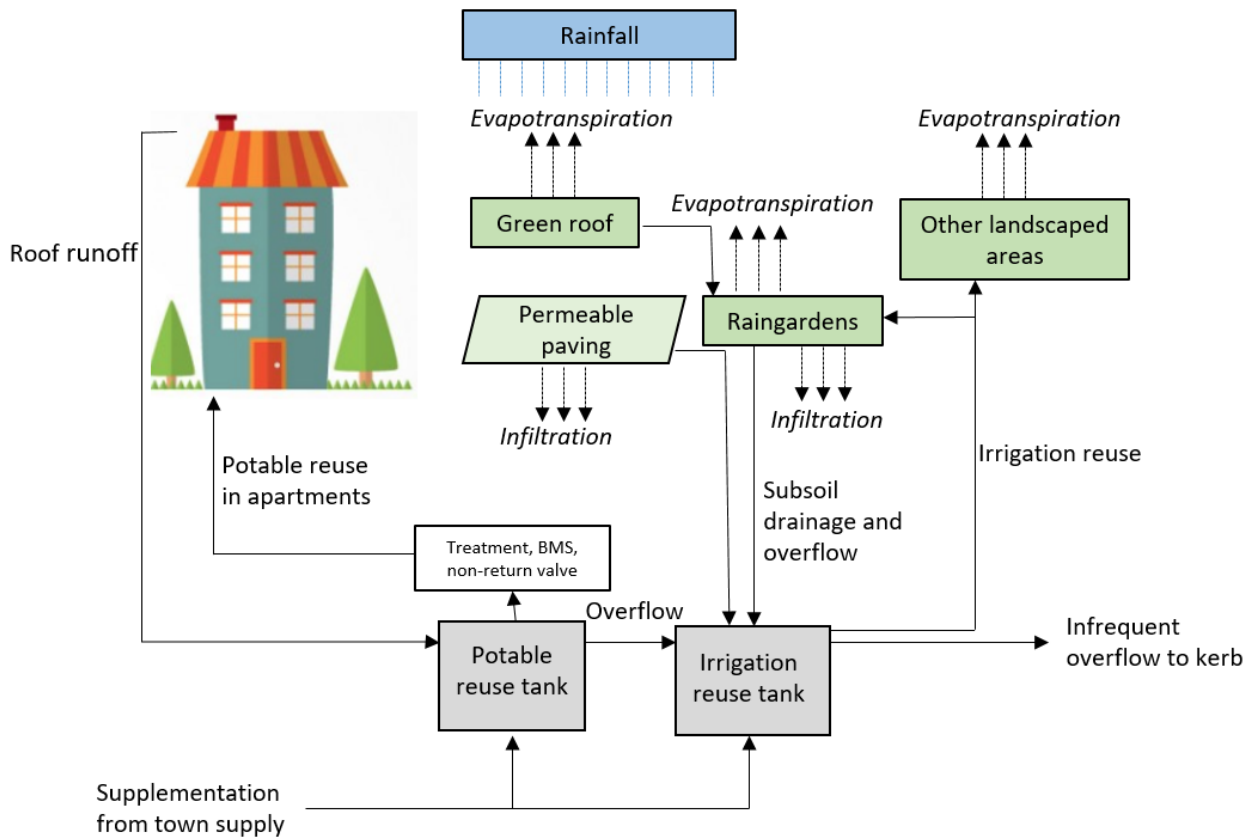 Rainfall
Evapotranspiration
Evapotranspiration
Green roof
Evapotranspiration
Other landscaped
areas
Roof runoff
Permeable
paving
Raingardens
Infiltration
Infiltration
Potable reuse
in apartments
Irrigation reuse
Subsoil
drainage and
overflow
Treatment, BMS,
non-return valve
Overflow
Potable
reuse tank
Irrigation
reuse tank
Infrequent
overflow to kerb
Supplementation
from town supply